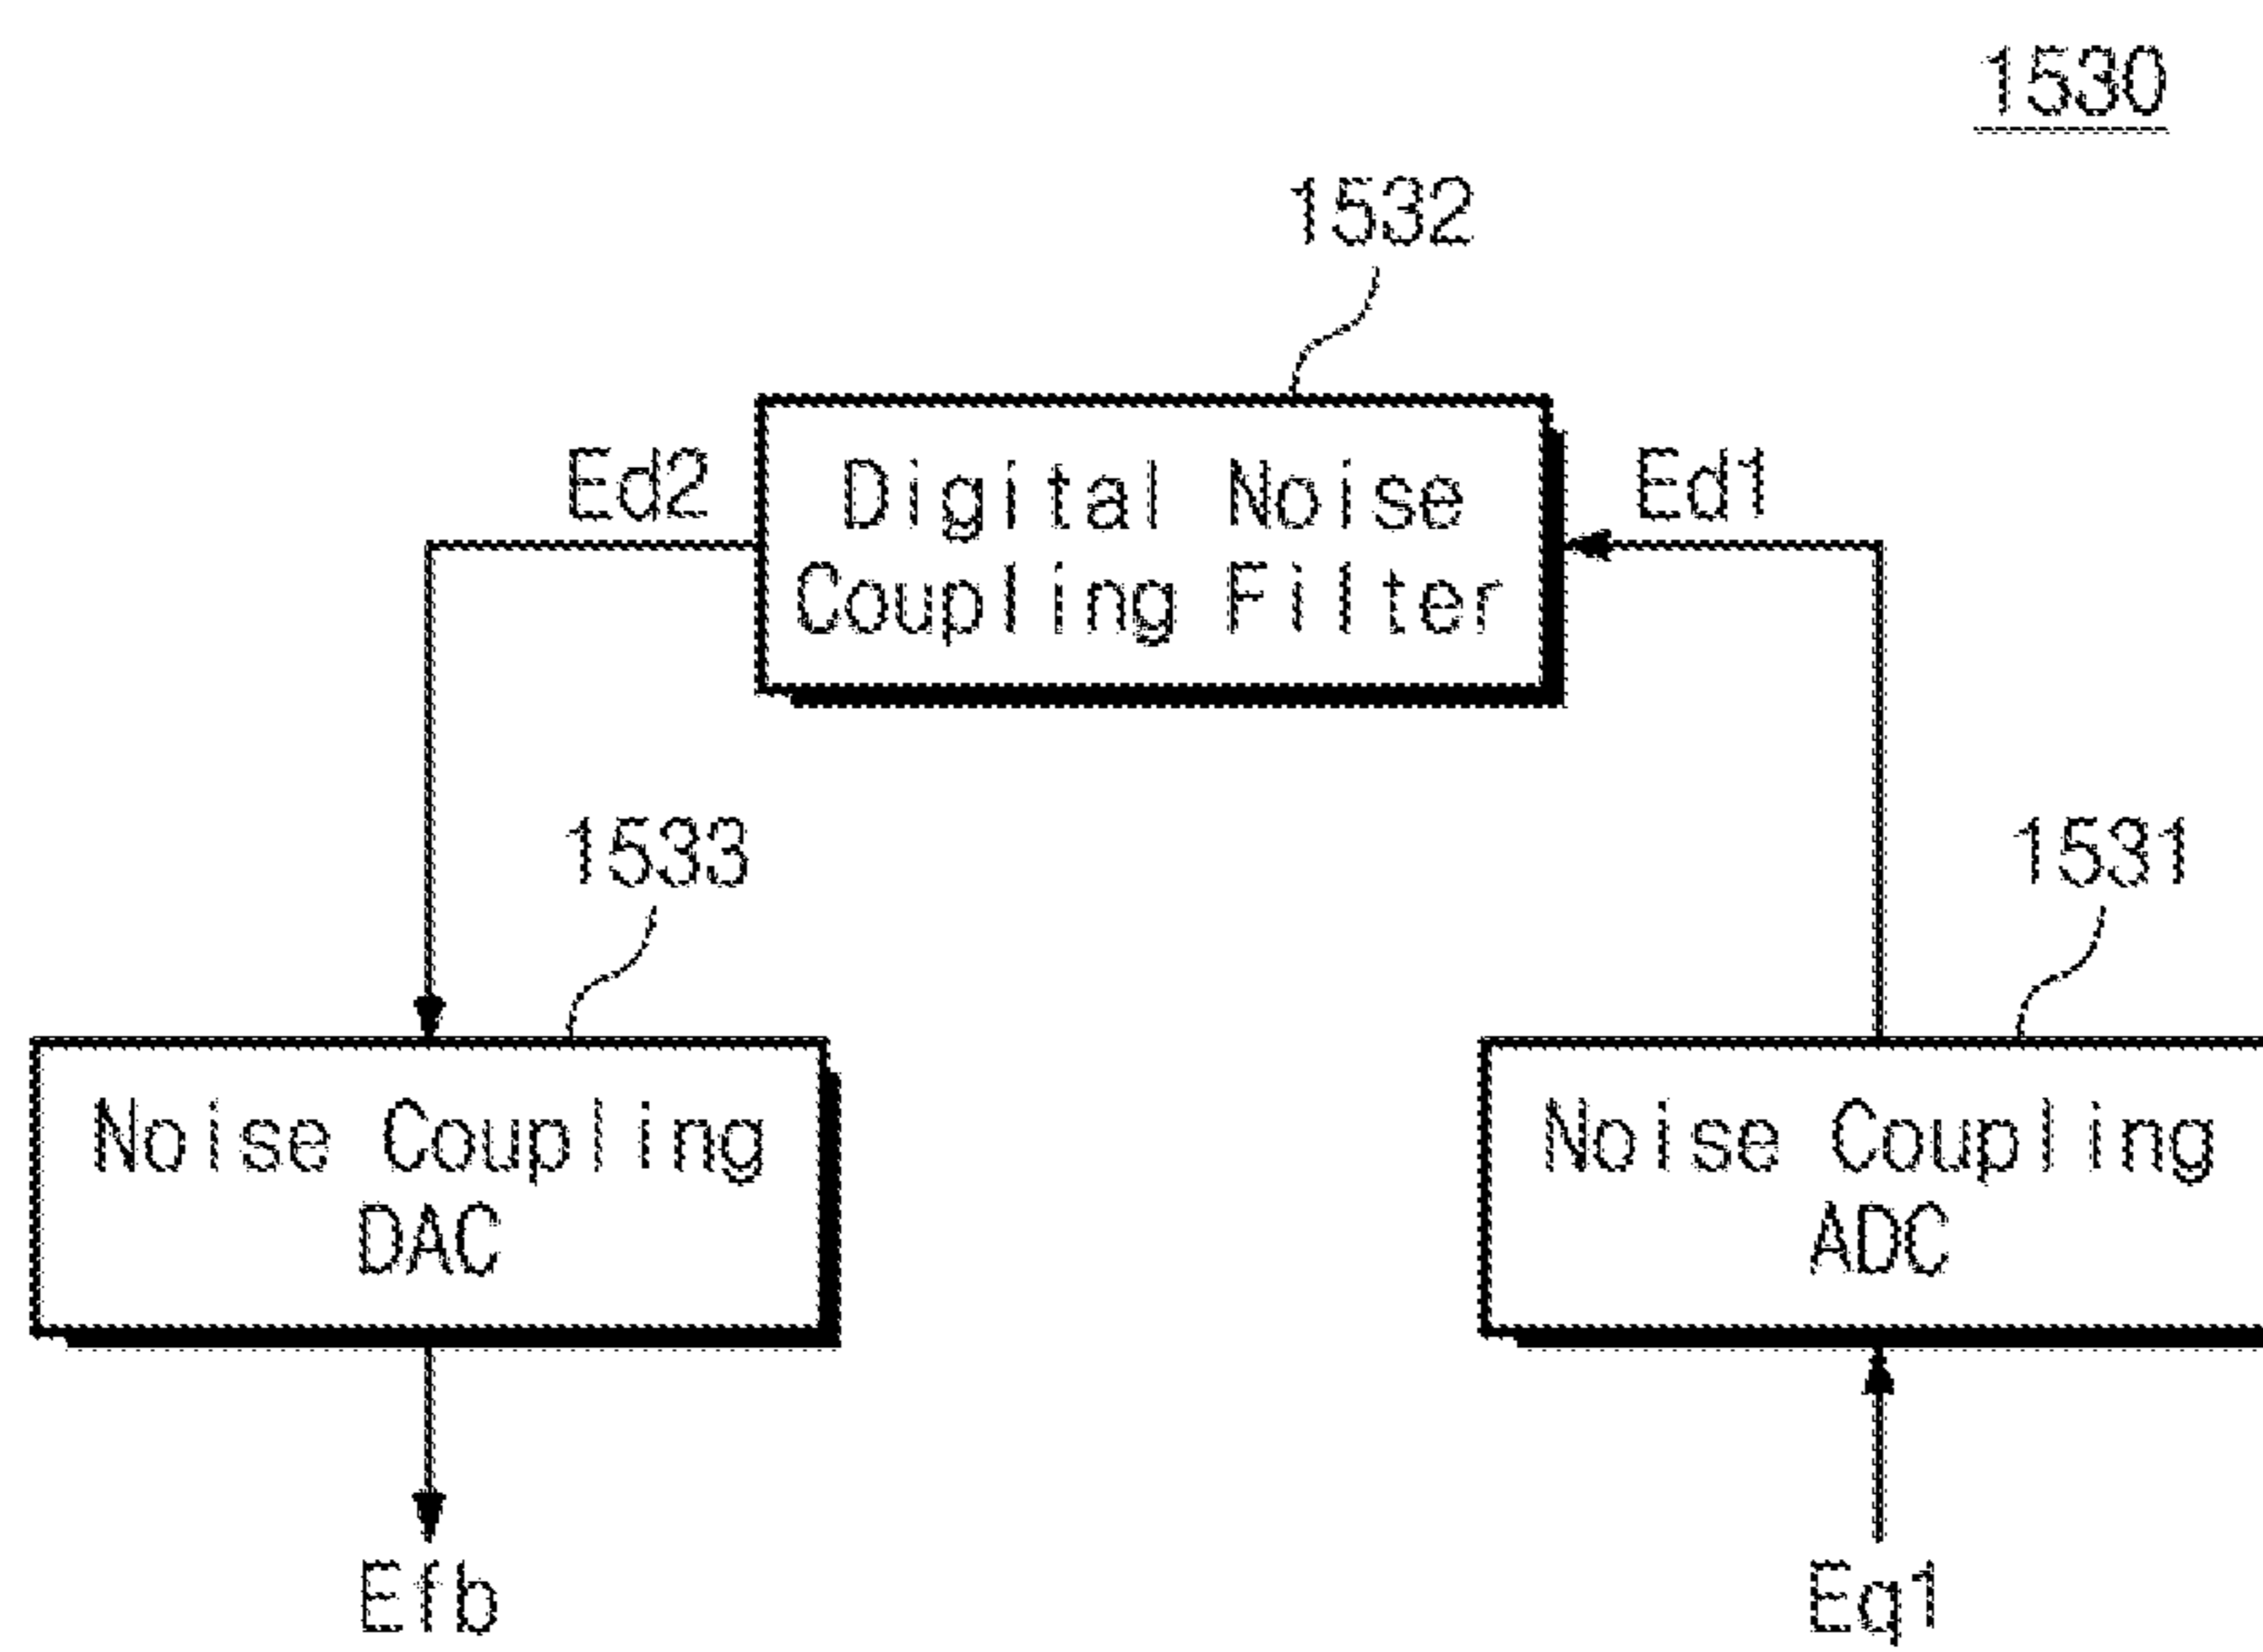 1530
1532
Ed2
Digital Noise
Coupling Filter
Ed1
1533
1531
Noise Coupling
DAC
Noise Coupling
ADC
Efb
Eq1